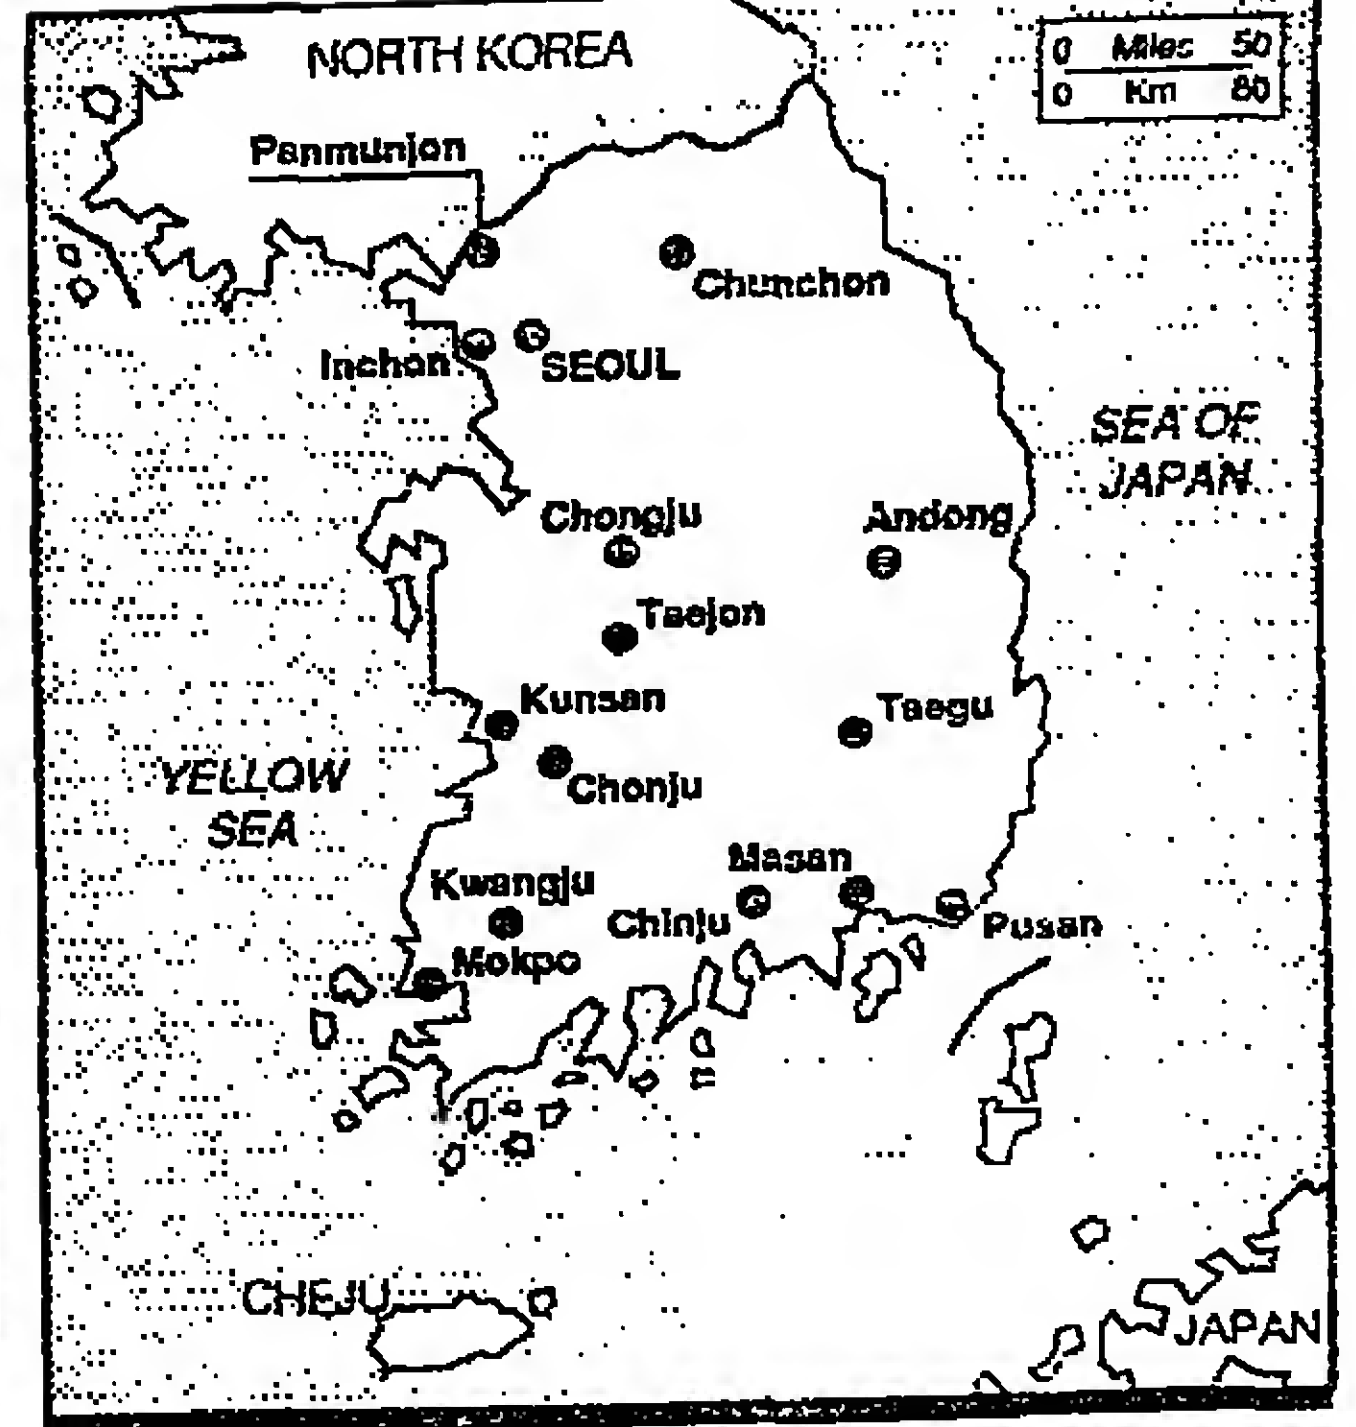 NORTH KOREA
0 Miles 50
0 Km 80
Panmunjon
Chunchon
Inchon
SEOUL
SEA OF
JAPAN
Chongju
Andong
Taejon
Kunsan
Taegu
YELLOW
SEA
Chonju
Masan
Kwangju
Chinju
Pusan
Mokpo
CHEJU
JAPAN